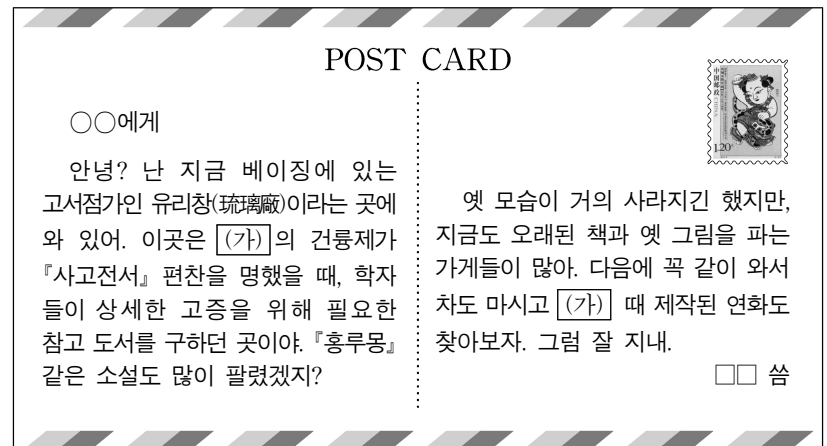 POST CARD
○○에게
안녕? 난 지금 베이징에 있는
고서점가인 유리창(琉璃廠)이라는 곳에
와 있어. 이곳은 (가)의 건륭제가
『사고전서』 편찬을 명했을 때, 학자
들이 상세한 고증을 위해 필요한
참고 도서를 구하던 곳이야. 『홍루몽』
같은 소설도 많이 팔렸겠지?
中国邮政
CHINA
1.20
옛 모습이 거의 사라지긴 했지만,
지금도 오래된 책과 옛 그림을 파는
가게들이 많아. 다음에 꼭 같이 와서
차도 마시고 (가) 때 제작된 연화도
찾아보자. 그럼 잘 지내.
□□ 씀